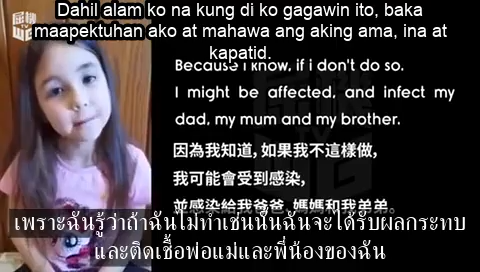 Dahil alam ko na kung di ko gagawin ito, baka
maapektuhan ako at mahawa ang aking ama, ina at
kapatid.
Because i know, if i don't do so.
I might be affected, and infect my
dad, my mum and my brother.
因為我知道, 如果我不這樣做,
我可能會受到感染,
並感染給我爸爸, 媽媽和我弟弟。
เพราะฉันรู้ว่าถ้าฉันไม่ทำเช่นนั้นฉันจะได้รับผลกระทบ
และติดเชื้อพ่อแม่และพี่น้องของฉัน